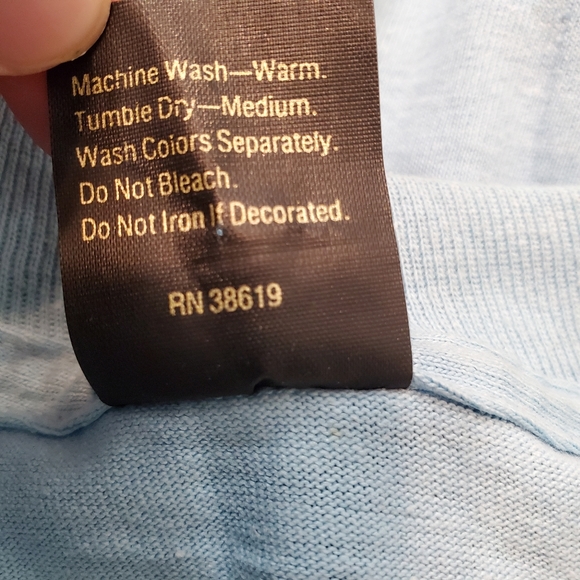 Machine Wash—Warm.
Tumble Dry—Medium.
Wash Colors Separately.
Do Not Bleach.
Do Not Iron If Decorated.
RN 38619